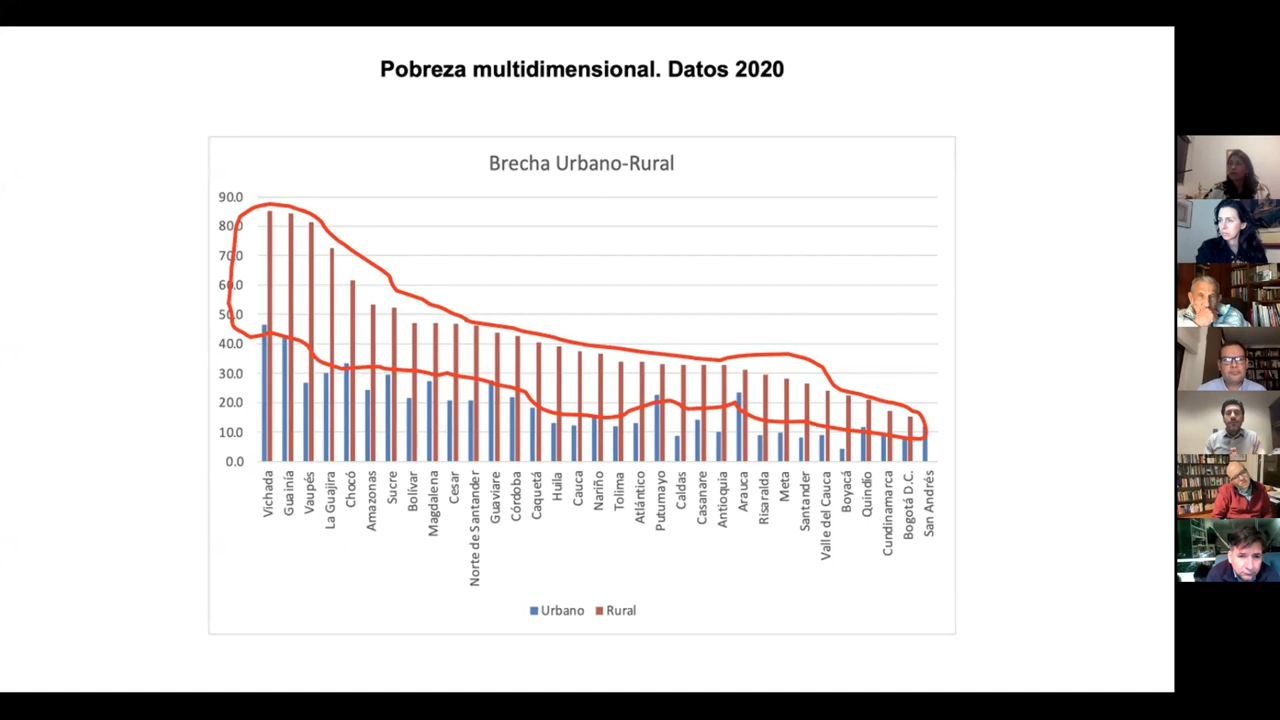 Pobreza multidimensional. Datos 2020
Brecha Urbano-Rural
90.0
80.0
70.0
60.0
50.0
40.0
30.0
20.0
10.0
0.0
Vichada
Guainía
Vaupés
La Guajira
Chocó
Amazonas
Sucre
Bolívar
Magdalena
Cesar
Norte de Santander
Guaviare
Córdoba
Caquetá
Huila
Cauca
Nariño
Tolima
Atlántico
Putumayo
Caldas
Casanare
Antioquia
Arauca
Risaralda
Meta
Santander
Valle del Cauca
Boyacá
Quindío
Cundinamarca
Bogotá D.C.
San Andrés
Urbano Rural